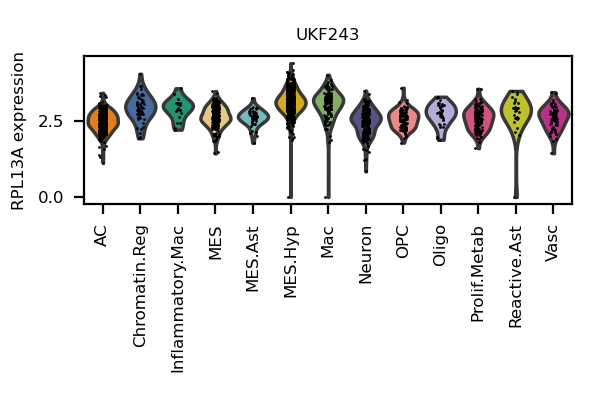 UKF243
RPL13A expression
2.5
0.0
AC
Chromatin.Reg
Inflammatory.Mac
MES
MES.Ast
MES.Hyp
Mac
Neuron
OPC
Oligo
Prolif.Metab
Reactive.Ast
Vasc